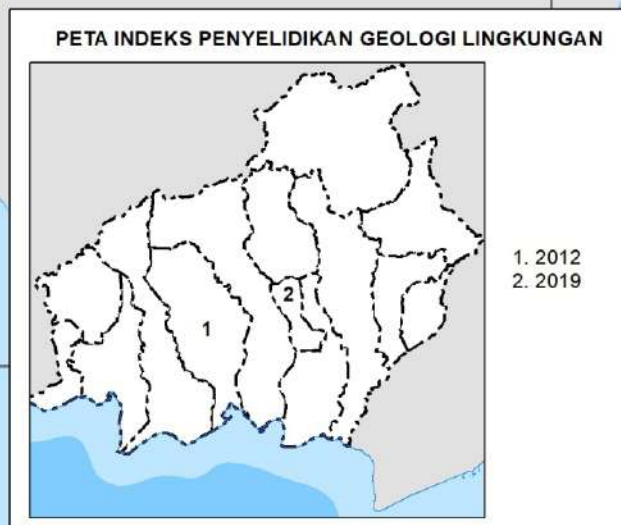 PETA INDEKS PENYELIDIKAN GEOLOGI LINGKUNGAN
1
2
1. 2012
2. 2019